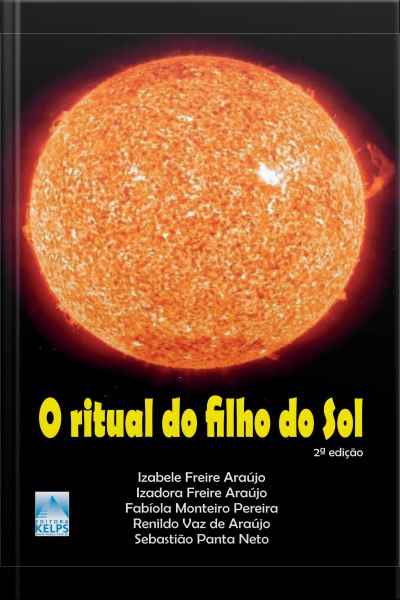 O ritual do filho do Sol
2ª edição
Izabele Freire Araújo
Izadora Freire Araújo
Fabíola Monteiro Pereira
Renildo Vaz de Araújo
Sebastião Panta Neto
EDITORA
KELPS